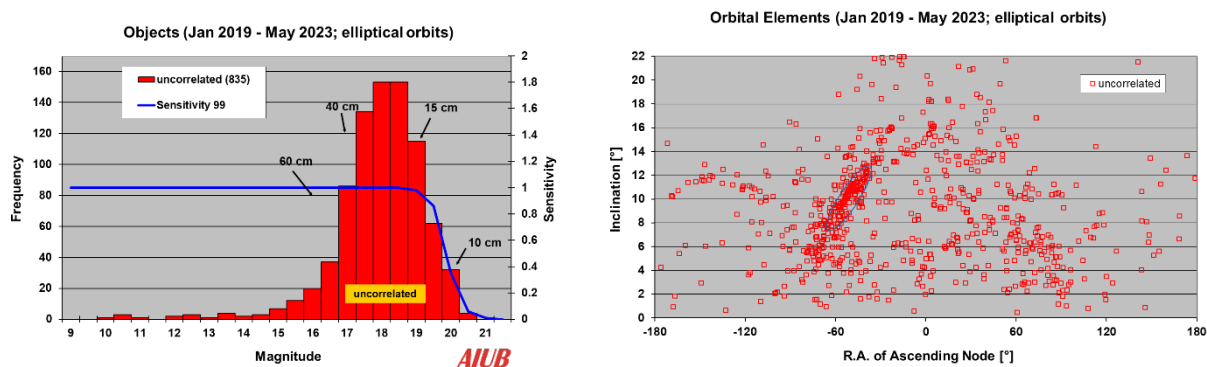 Objects (Jan 2019 - May 2023; elliptical orbits)
160
140
120
100
80
60
40
20
0
Frequency
2
1.8
1.6
1.4
1.2
1
0.8
0.6
0.4
0.2
0
Sensitivity
uncorrelated (835)
Sensitivity 99
40 cm
15 cm
60 cm
10 cm
uncorrelated
9 10 11 12 13 14 15 16 17 18 19 20 21
Magnitude
AIUB
Orbital Elements (Jan 2019 - May 2023; elliptical orbits)
22
20
18
16
14
12
10
8
6
4
2
0
Inclination [°]
uncorrelated
-180 -120 -60 0 60 120 180
R.A. of Ascending Node [°]